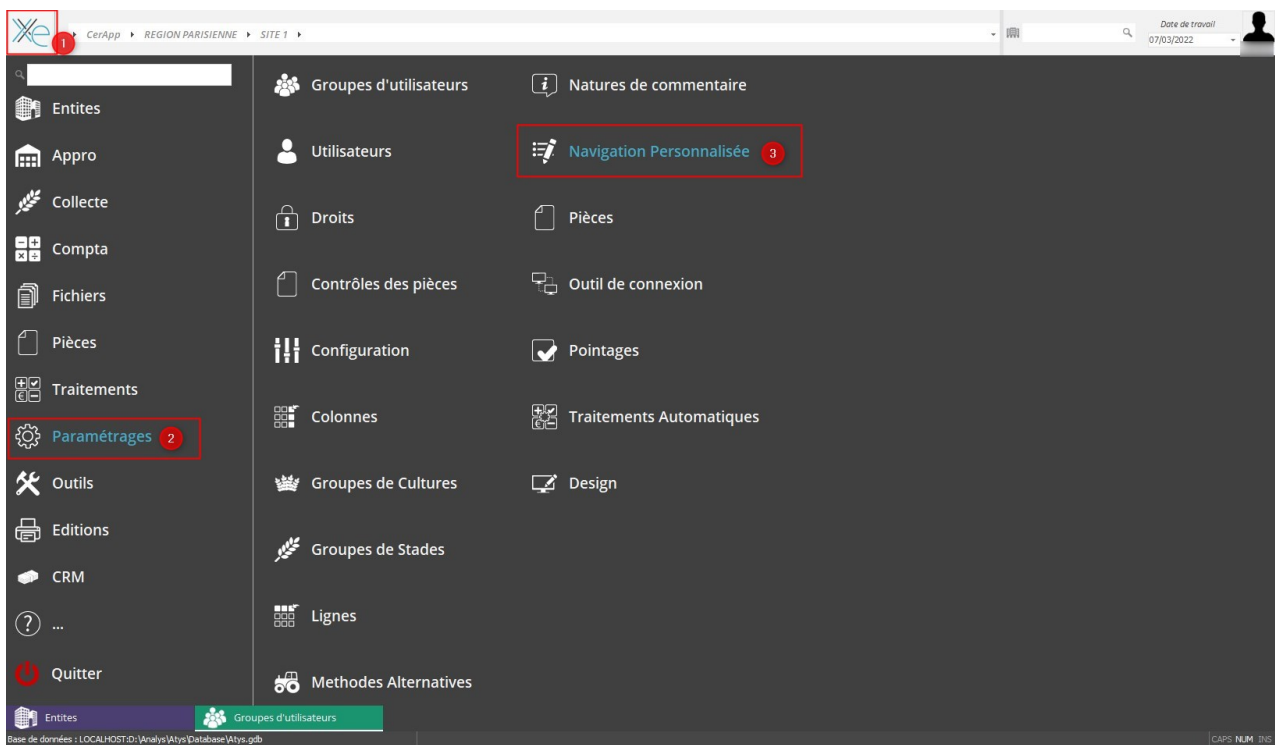 Xe 1 CerApp REGION PARISIENNE SITE 1 Date de travail
07/03/2022
Entites
Appro
Collecte
Compta
Fichiers
Pièces
Traitements
Paramétrages 2
Outils
Editions
CRM
...
Quitter
Groupes d'utilisateurs
Utilisateurs
Droits
Contrôles des pièces
Configuration
Colonnes
Groupes de Cultures
Groupes de Stades
Lignes
Methodes Alternatives
Natures de commentaire
Navigation Personnalisée 3
Pièces
Outil de connexion
Pointages
Traitements Automatiques
Design
Entites Groupes d'utilisateurs
Base de données : LOCALHOST:D:\Analys\Atys\Database\Atys.gdb CAPS NUM INS